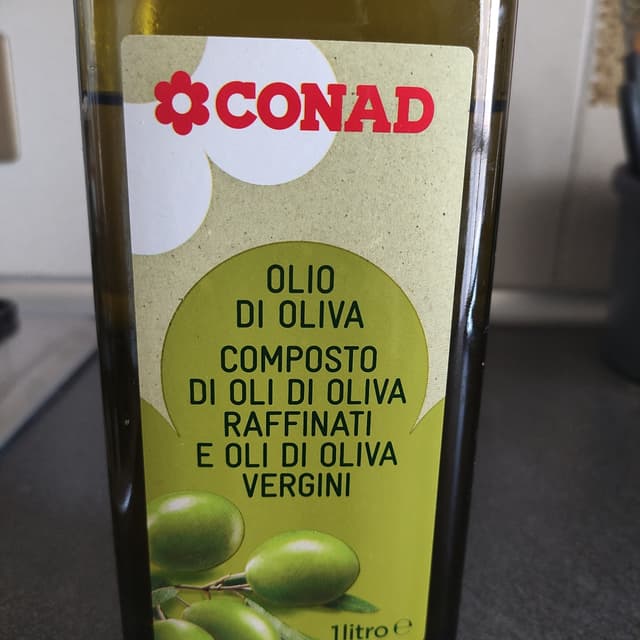 CONAD
OLIO
DI OLIVA
COMPOSTO
DI OLI DI OLIVA
RAFFINATI
E OLI DI OLIVA
VERGINI
1litro ℮